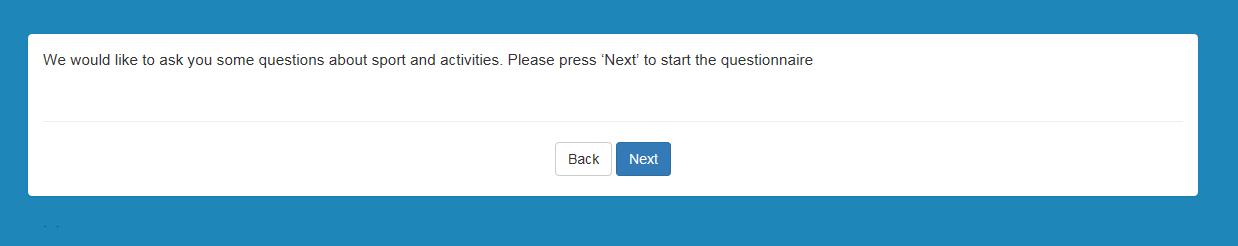 We would like to ask you some questions about sport and activities. Please press ‘Next’ to start the questionnaire
Back Next